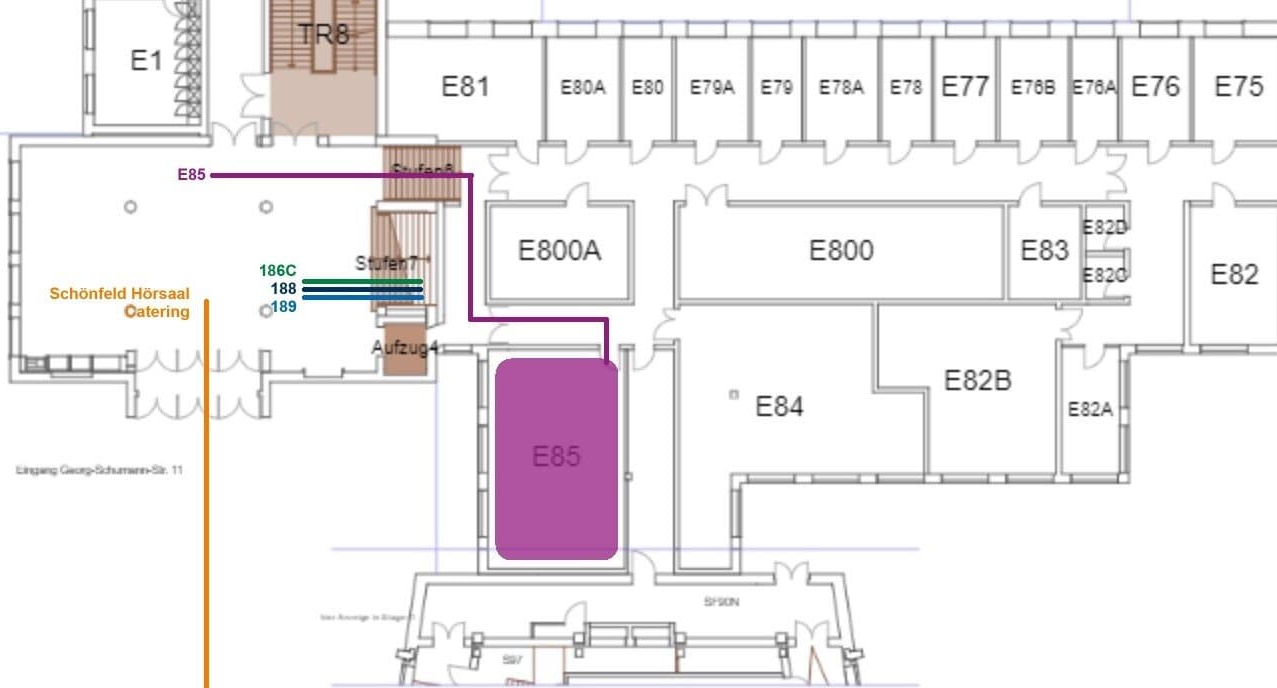 TR8
E1
E81
E80A
E80
E79A
E79
E78A
E78
E77
E76B
E76A
E76
E75
E85
Stufen6
E800A
E800
E83
E82D
E82C
E82
186C
188
189
Stufen7
Schönfeld Hörsaal
Catering
Aufzug4
E84
E82B
E82A
E85
Eingang Georg-Schumann-Str. 11
SF90N
S97